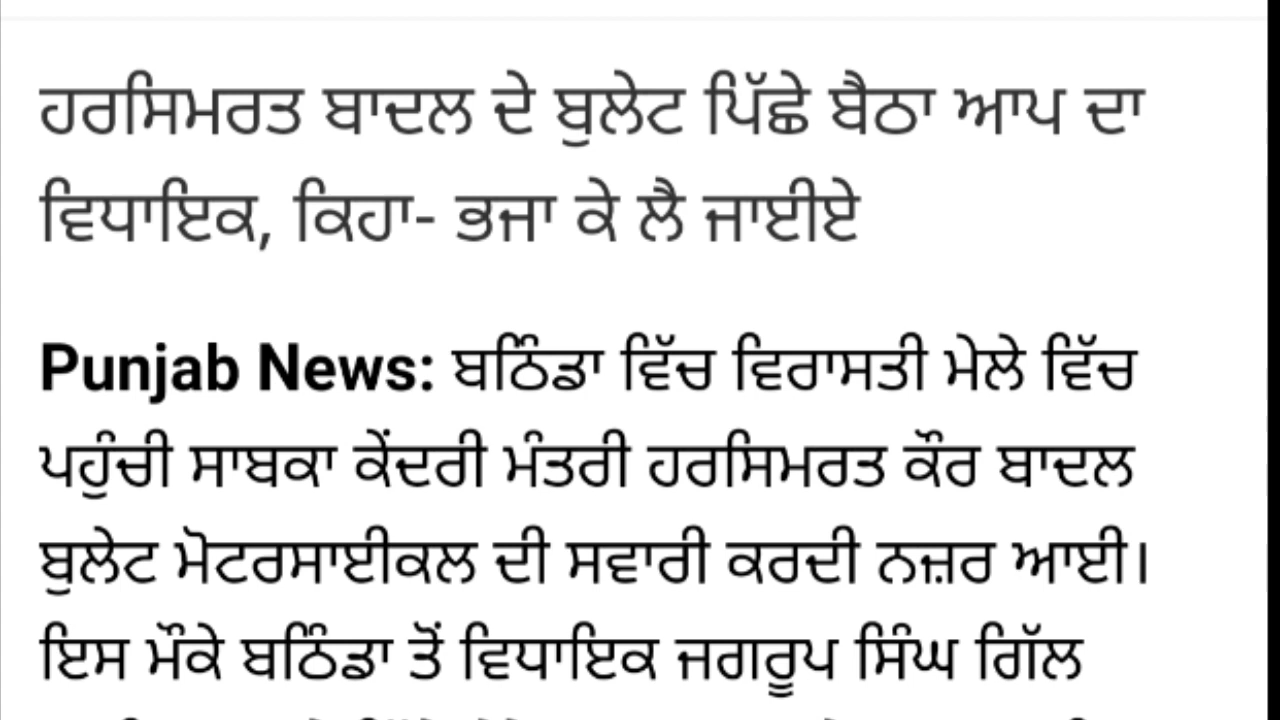 ਹਰਸਿਮਰਤ ਬਾਦਲ ਦੇ ਬੁਲੇਟ ਪਿੱਛੇ ਬੈਠਾ ਆਪ ਦਾ
ਵਿਧਾਇਕ, ਕਿਹਾ- ਭਜਾ ਕੇ ਲੈ ਜਾਈਏ
Punjab News: ਬਠਿੰਡਾ ਵਿੱਚ ਵਿਰਾਸਤੀ ਮੇਲੇ ਵਿੱਚ
ਪਹੁੰਚੀ ਸਾਬਕਾ ਕੇਂਦਰੀ ਮੰਤਰੀ ਹਰਸਿਮਰਤ ਕੌਰ ਬਾਦਲ
ਬੁਲੇਟ ਮੋਟਰਸਾਈਕਲ ਦੀ ਸਵਾਰੀ ਕਰਦੀ ਨਜ਼ਰ ਆਈ।
ਇਸ ਮੌਕੇ ਬਠਿੰਡਾ ਤੋਂ ਵਿਧਾਇਕ ਜਗਰੂਪ ਸਿੰਘ ਗਿੱਲ